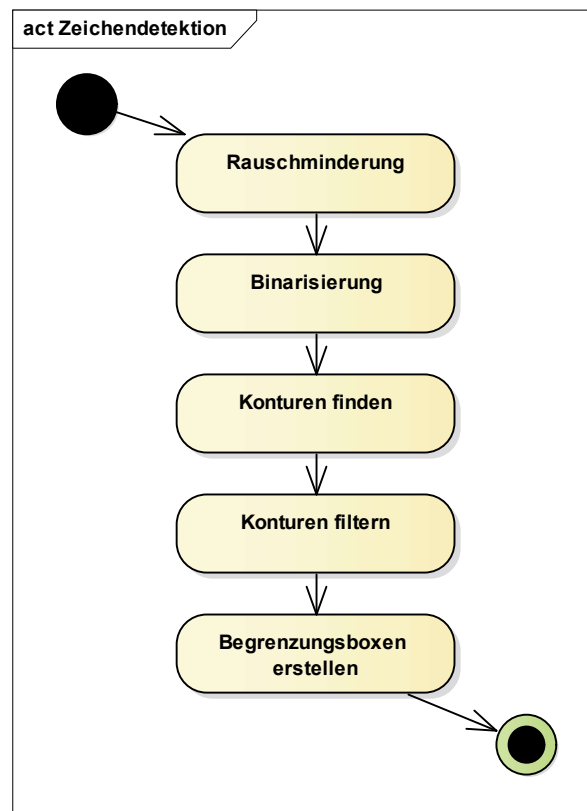 act Zeichendetektion
Rauschminderung
Binarisierung
Konturen finden
Konturen filtern
Begrenzungsboxen
erstellen